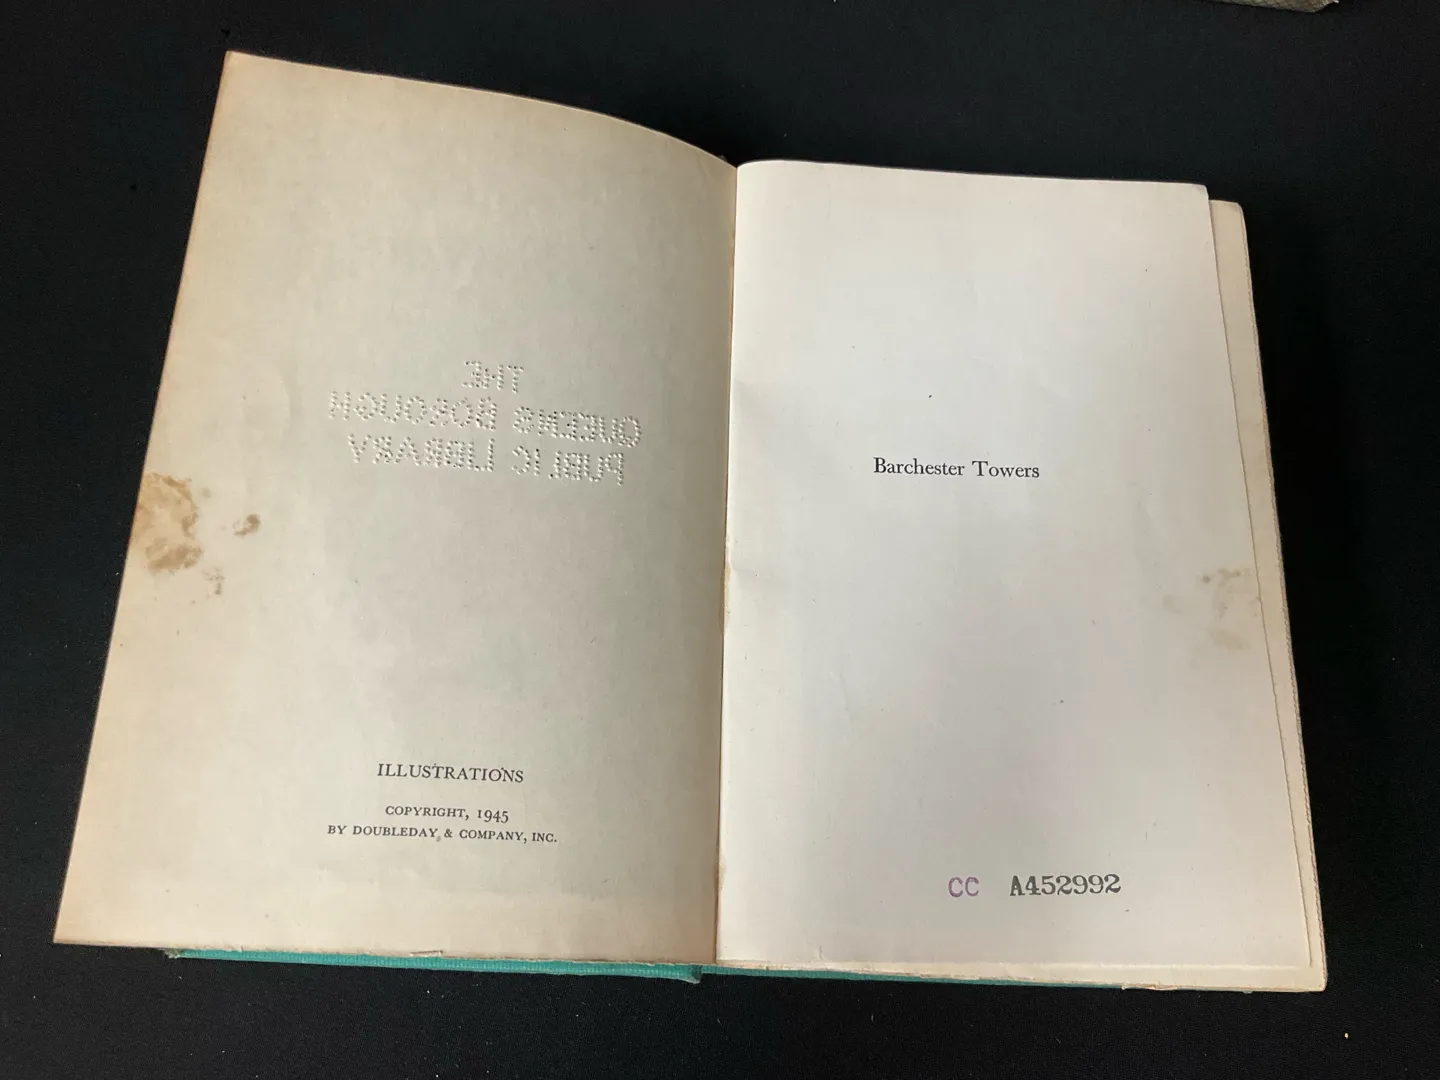 THE
QUEENS BOROUGH
PUBLIC LIBRARY
ILLUSTRATIONS
COPYRIGHT, 1945
BY DOUBLEDAY & COMPANY, INC.
Barchester Towers
CC A452992